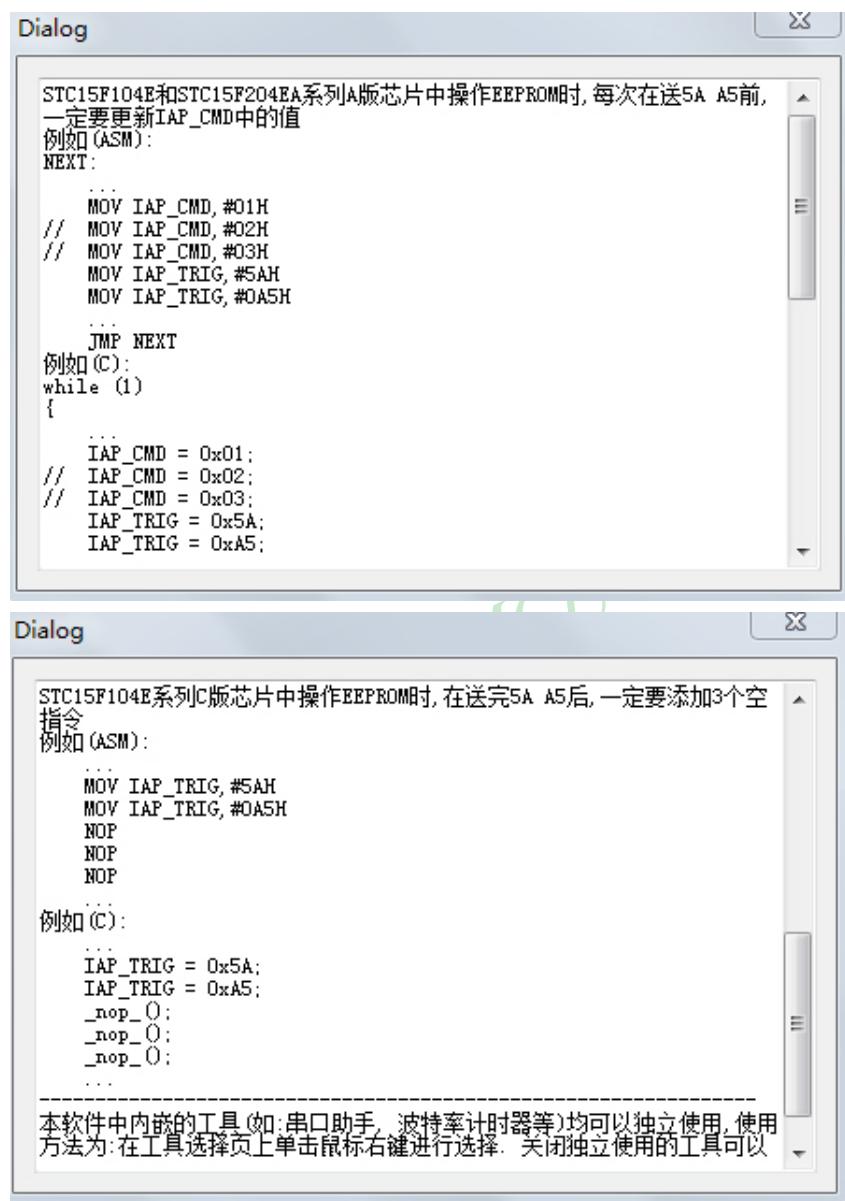 Dialog
STC15F104E和STC15F204EA系列A版芯片中操作EEPROM时,每次在送5A A5前,
一定要更新IAP_CMD中的值
例如(ASM):
NEXT:
...
MOV IAP_CMD,#01H
// MOV IAP_CMD,#02H
// MOV IAP_CMD,#03H
MOV IAP_TRIG,#5AH
MOV IAP_TRIG,#0A5H
...
JMP NEXT
例如(C):
while (1)
{
...
IAP_CMD = 0x01;
// IAP_CMD = 0x02;
// IAP_CMD = 0x03;
IAP_TRIG = 0x5A;
IAP_TRIG = 0xA5;
Dialog
STC15F104E系列C版芯片中操作EEPROM时,在送完5A A5后,一定要添加3个空
指令
例如(ASM):
...
MOV IAP_TRIG,#5AH
MOV IAP_TRIG,#0A5H
NOP
NOP
NOP
...
例如(C):
...
IAP_TRIG = 0x5A;
IAP_TRIG = 0xA5;
_nop_();
_nop_();
_nop_();
...
----------------------------------------------------------------
本软件中内嵌的工具(如:串口助手, 波特率计时器等)均可以独立使用,使用
方法为:在工具选择页上单击鼠标右键进行选择. 关闭独立使用的工具可以